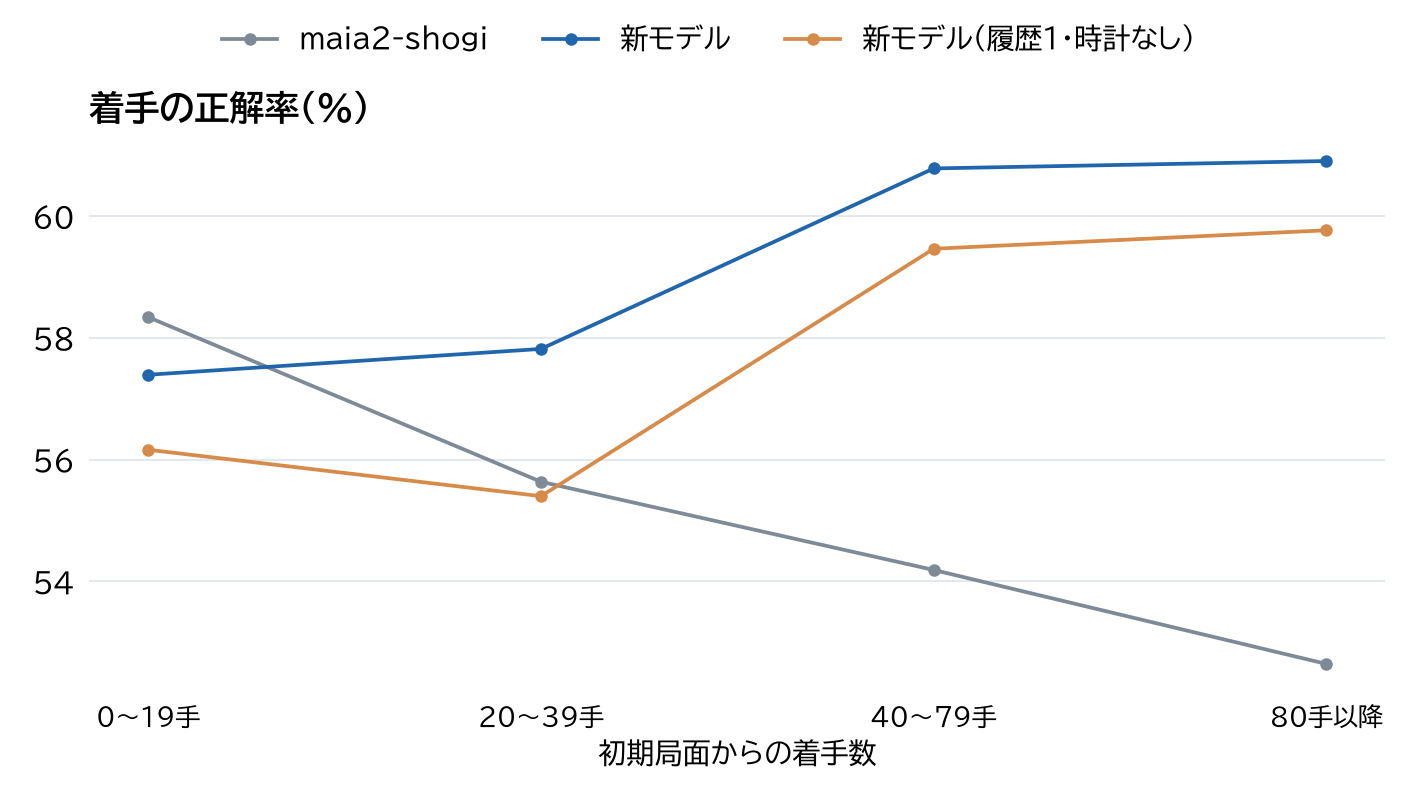 maia2-shogi 新モデル 新モデル(履歴1・時計なし)
着手の正解率(%)
60
58
56
54
0～19手 20～39手 40～79手 80手以降
初期局面からの着手数